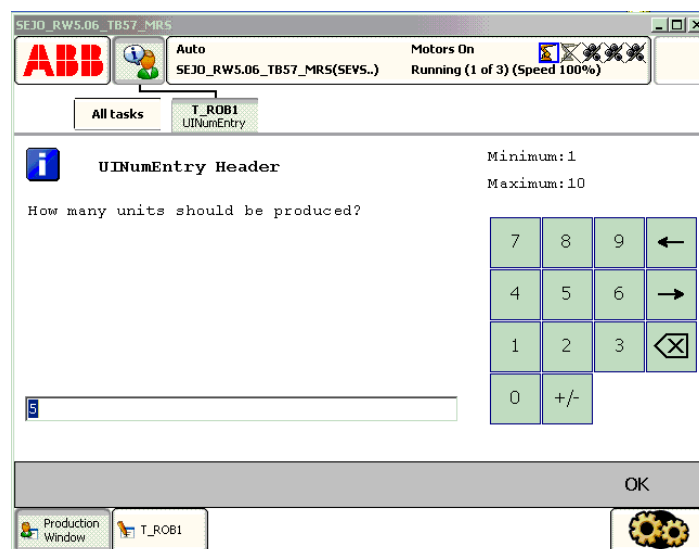 SEJO_RW5.06_TB57_MRS
ABB
Auto
SEJO_RW5.06_TB57_MRS(SEVS..)
Motors On
Running (1 of 3) (Speed 100%)
All tasks
T_ROB1
UINumEntry
i UINumEntry Header
Minimum:1
Maximum:10
How many units should be produced?
7 8 9
4 5 6
1 2 3
0 +/-
5
OK
Production
Window
T_ROB1